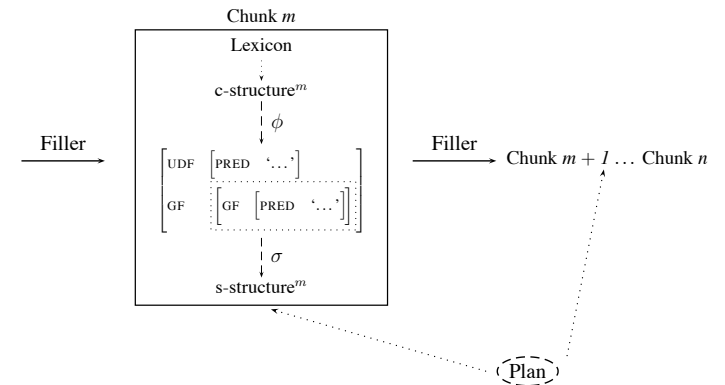 Chunk m
Lexicon
c-structure^m
ϕ
Filler
[UDF [PRED ‘…’]
GF [GF [PRED ‘…’]]]
Filler
Chunk m + 1 … Chunk n
σ
s-structure^m
Plan